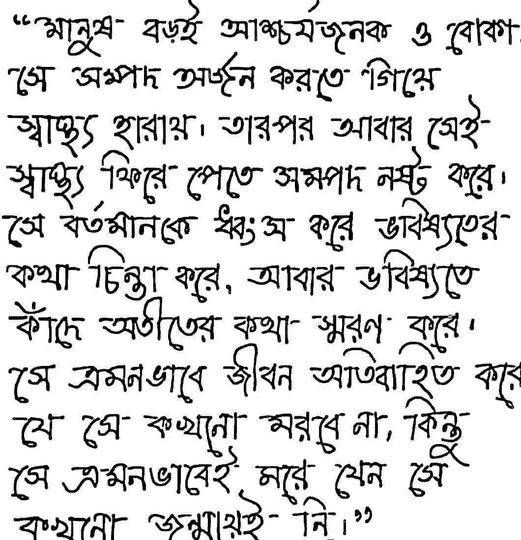 “মানুষ বড়ই আশ্চর্যজনক ও বোকা
সে সম্পদ অর্জন করতে গিয়ে
স্বাস্থ্য হারায়। তারপর আবার সেই
স্বাস্থ্য ফিরে পেতে সম্পদ নষ্ট করে।
সে বর্তমানকে ধ্বংস করে ভবিষ্যতের
কথা চিন্তা করে, আবার ভবিষ্যতে
কাঁদে অতীতের কথা স্মরণ করে।
সে এমনভাবে জীবন অতিবাহিত করে
যে সে কখনো মরবে না, কিন্তু
সে এমনভাবেই মরে যেন সে
কখনো জন্মায়ই নি।”